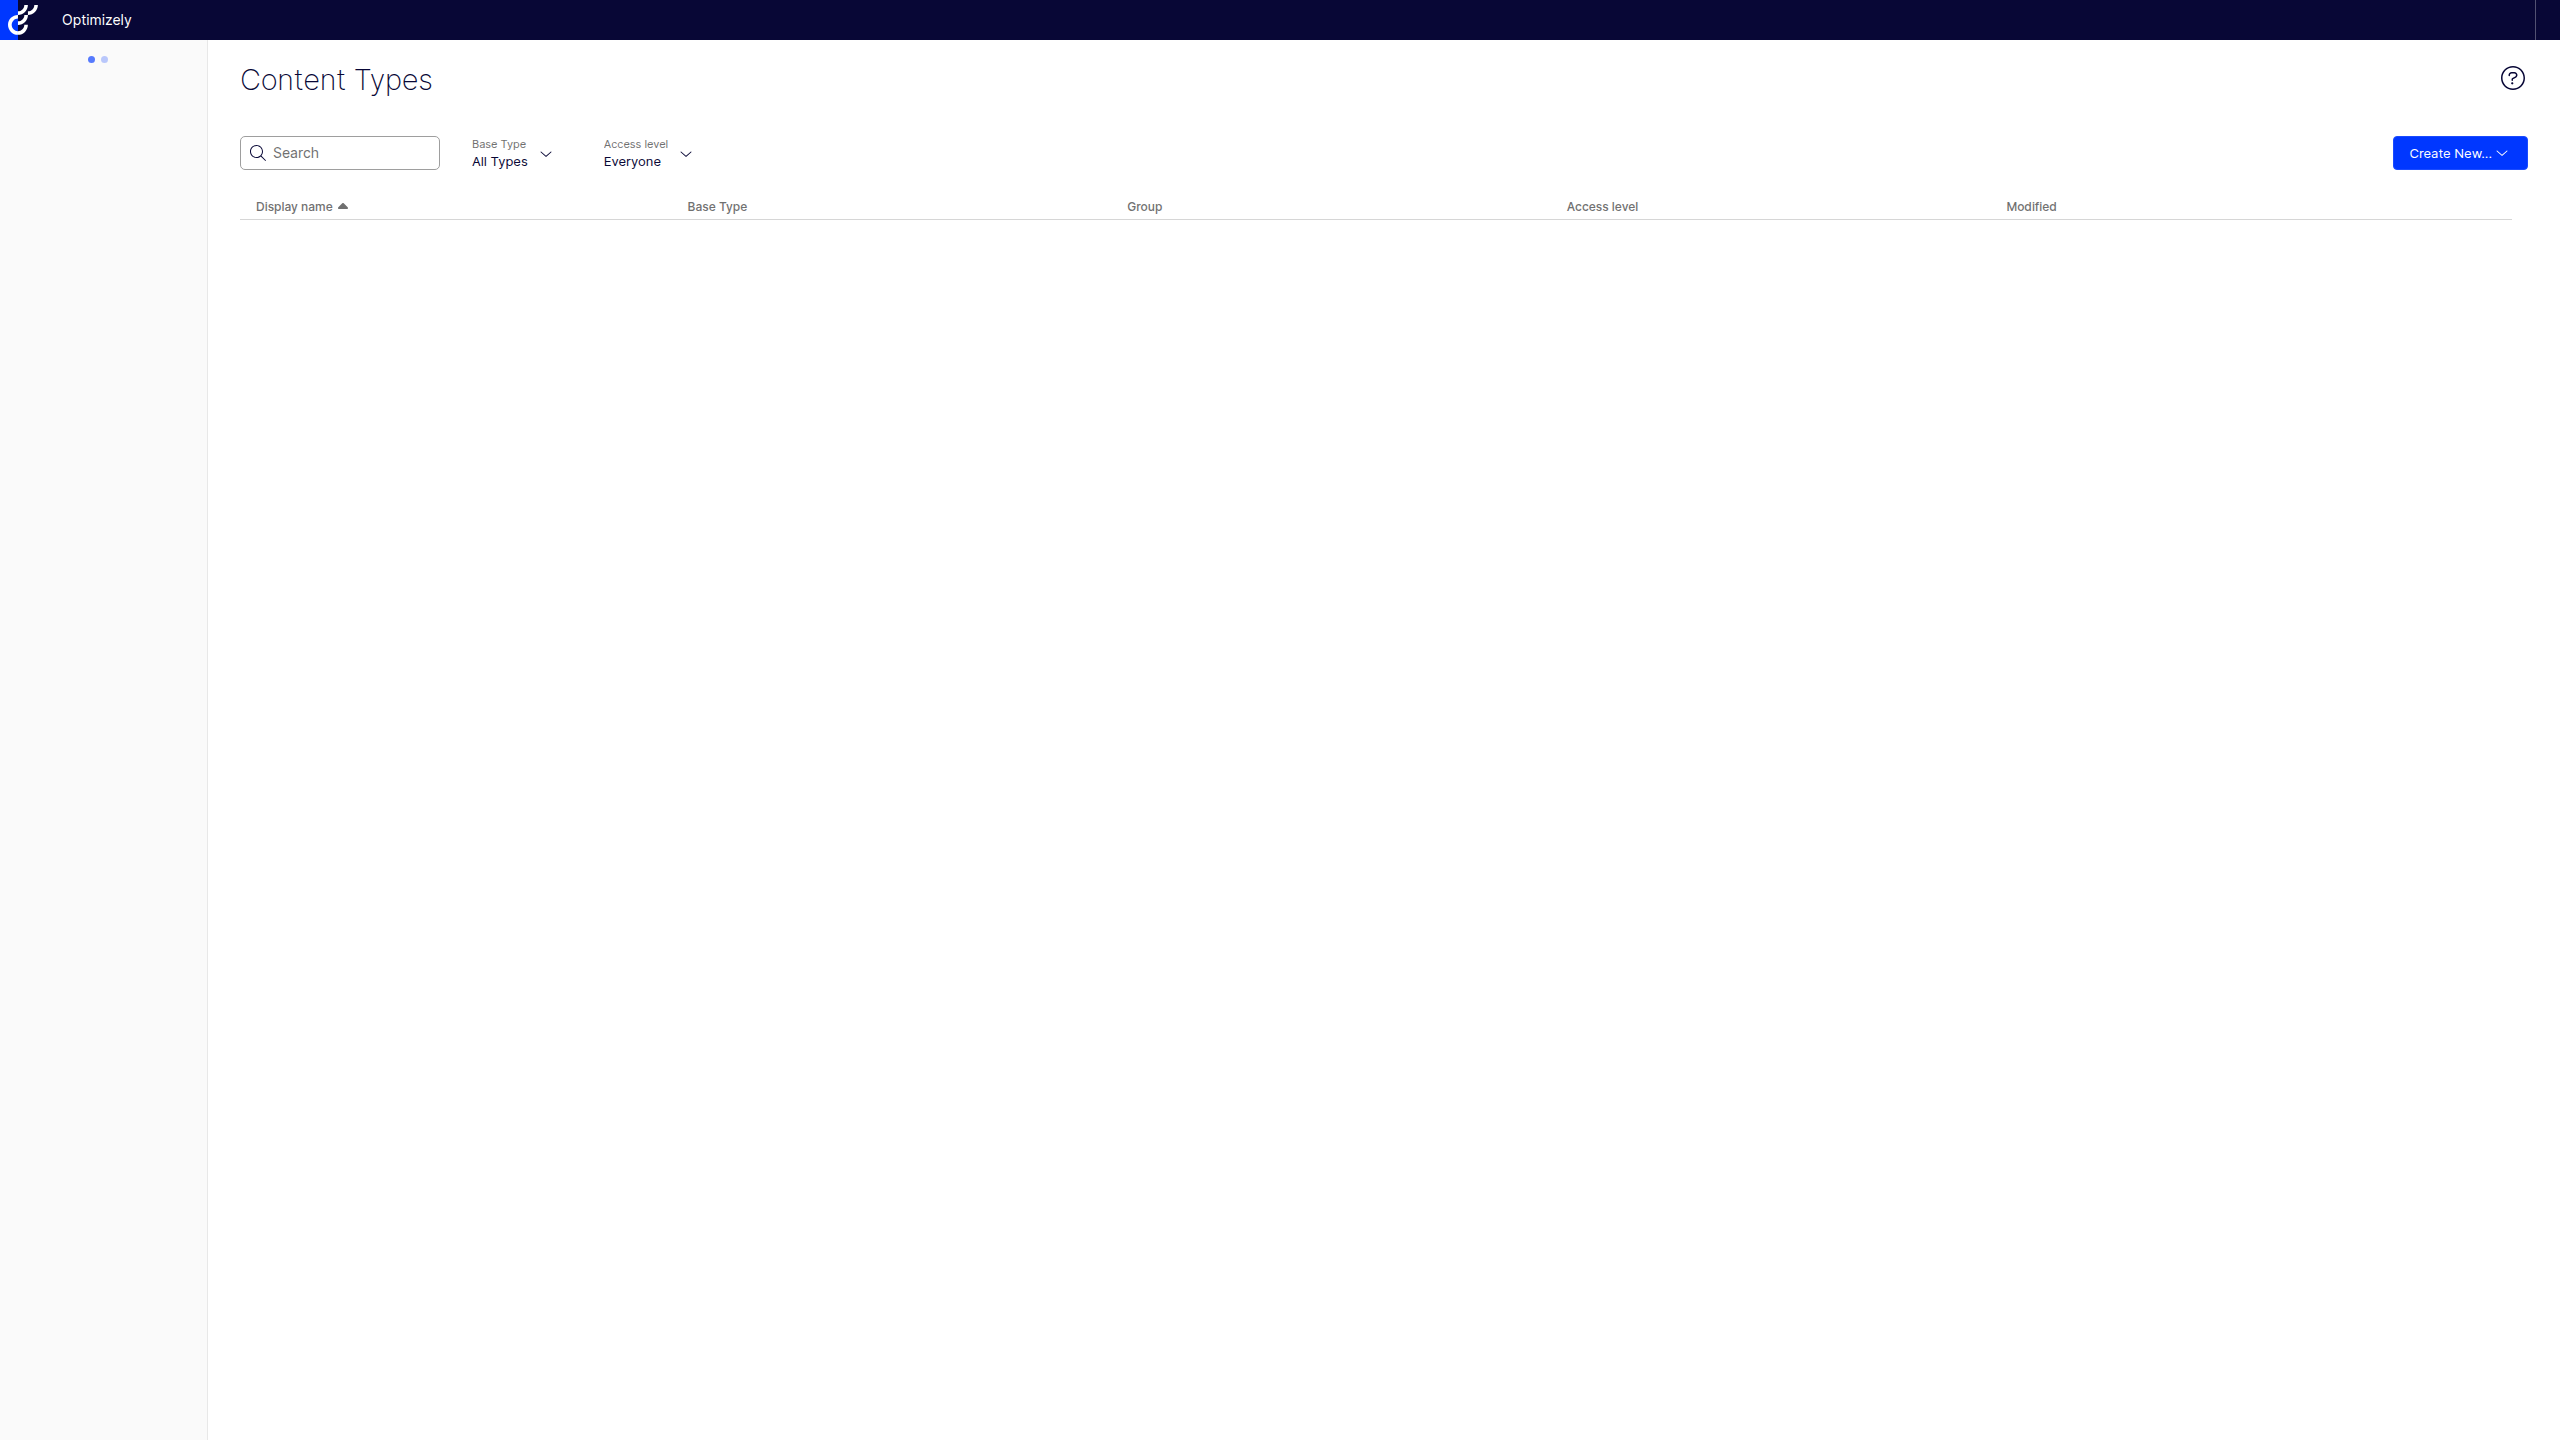 Optimizely
Content Types
Search
Base Type
All Types
Access level
Everyone
Create New...
Display name
Base Type
Group
Access level
Modified